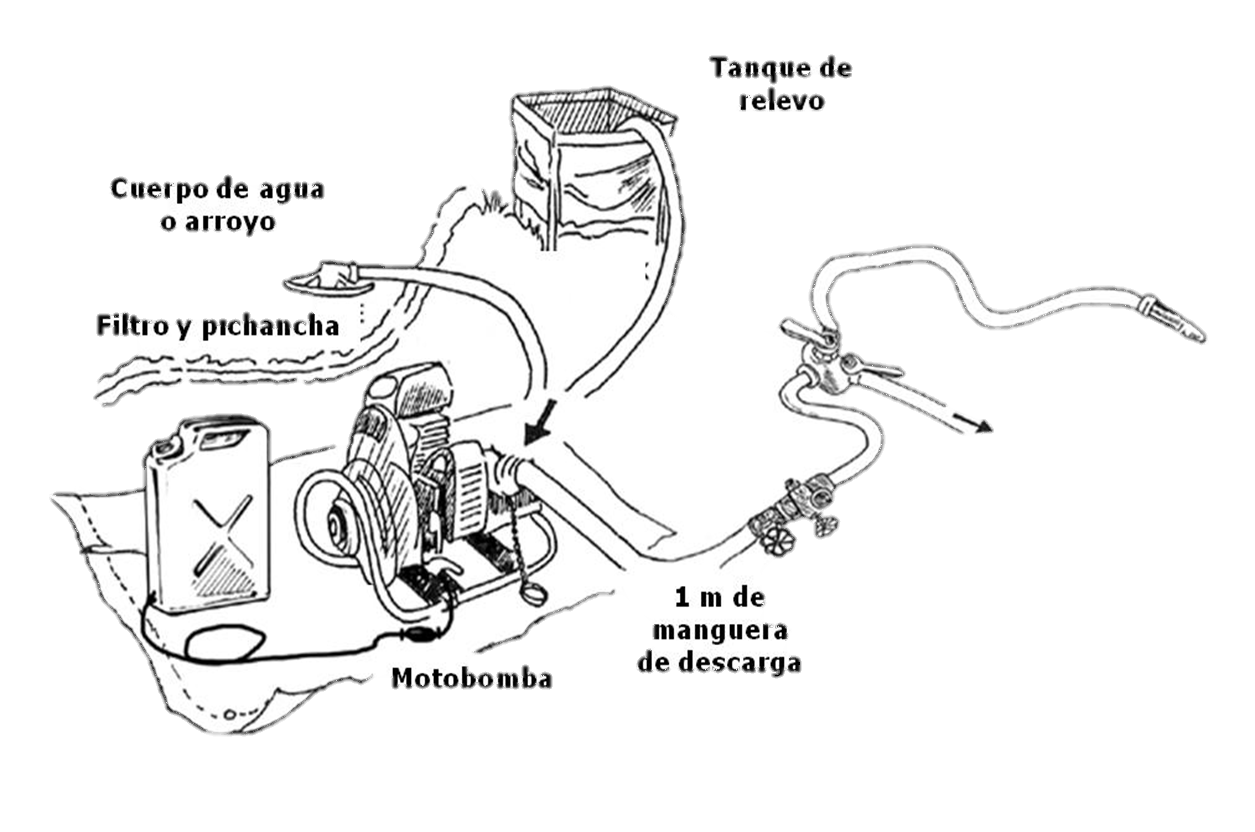 Tanque de
relevo
Cuerpo de agua
o arroyo
Filtro y pichancha
1 m de
manguera
de descarga
Motobomba